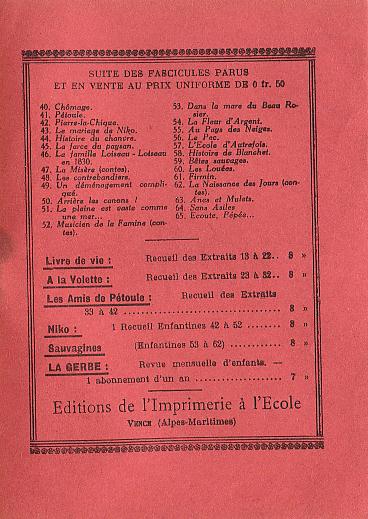 SUITE DES FASCICULES PARUS
ET EN VENTE AU PRIX UNIFORME DE 0 fr. 50
40. Chômage.
41. Pétoule.
42. Pierre-la-Chique.
43. Le mariage de Niko.
44. Histoire du chanvre.
45. La farce du paysan.
46. La famille Loiseau - Loiseau
en 1830.
47. La Misère (contes).
48. Les contrebandiers.
49. Un déménagement compli-
qué.
50. Arrière les canons !
51. La plaine est vaste comme
une mer...
52. Musicien de la Famine (con-
tes).
53. Dans la mare du Beau Ro-
sier.
54. La Fleur d'Argent.
55. Au Pays des Neiges.
56. Le Pec.
57. L'Ecole d'Autrefois.
58. Histoire de Blanchet.
59. Bêtes sauvages.
60. Les Louées.
61. Firmin.
62. La Naissance des Jours (con-
tes).
63. Anes et Mulets.
64. Sans Asiles
65. Ecoute, Pépée...
Livre de vie : Recueil des Extraits 13 à 22.. 8 »
A la Volette : Recueil des Extraits 23 à 32.. 8 »
Les Amis de Pétoule : Recueil des Extraits
33 à 42 .......................... 8 »
Niko : 1 Recueil Enfantines 42 à 52 ........ 8 »
Sauvagines (Enfantines 53 à 62) ............ 8 »
LA GERBE : Revue mensuelle d'enfants. —
1 abonnement d'un an ................. 7 »
Editions de l'Imprimerie à l'Ecole
VENCE (Alpes-Maritimes)